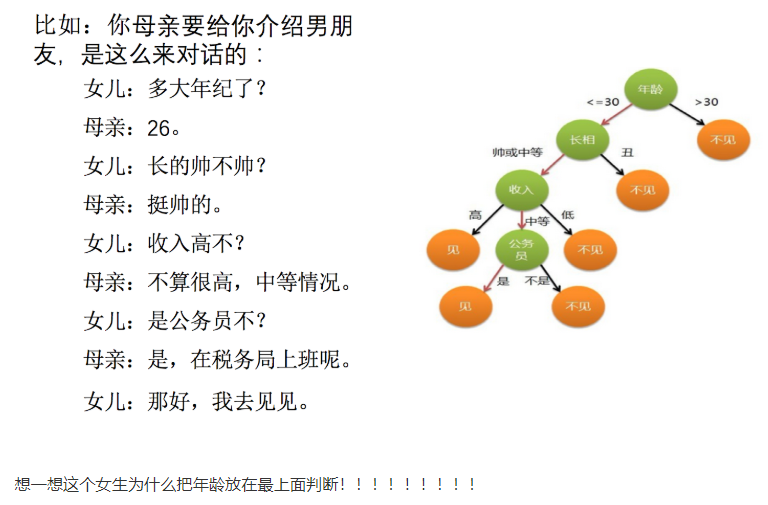 比如：你母亲要给你介绍男朋
友，是这么来对话的：
女儿：多大年纪了？
母亲：26。
女儿：长的帅不帅？
母亲：挺帅的。
女儿：收入高不？
母亲：不算很高，中等情况。
女儿：是公务员不？
母亲：是，在税务局上班呢。
女儿：那好，我去见见。
年龄
<=30
>30
长相
不见
帅或中等
丑
收入
不见
高
中等
低
见
公务
员
不见
是
不是
见
不见
想一想这个女生为什么把年龄放在最上面判断！！！！！！！！！